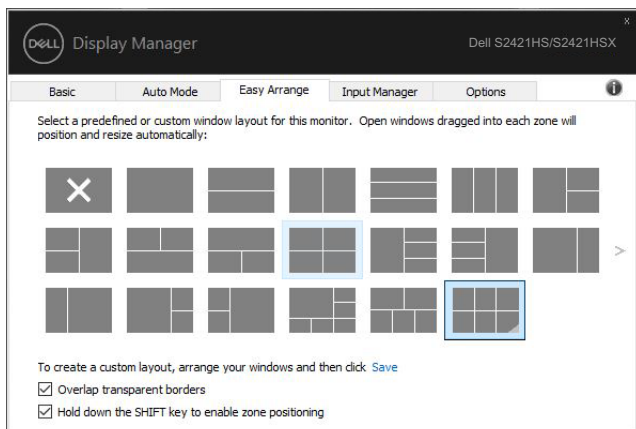 DELL Display Manager Dell S2421HS/S2421HSX
Basic Auto Mode Easy Arrange Input Manager Options
Select a predefined or custom window layout for this monitor. Open windows dragged into each zone will
position and resize automatically:
To create a custom layout, arrange your windows and then click Save
Overlap transparent borders
Hold down the SHIFT key to enable zone positioning